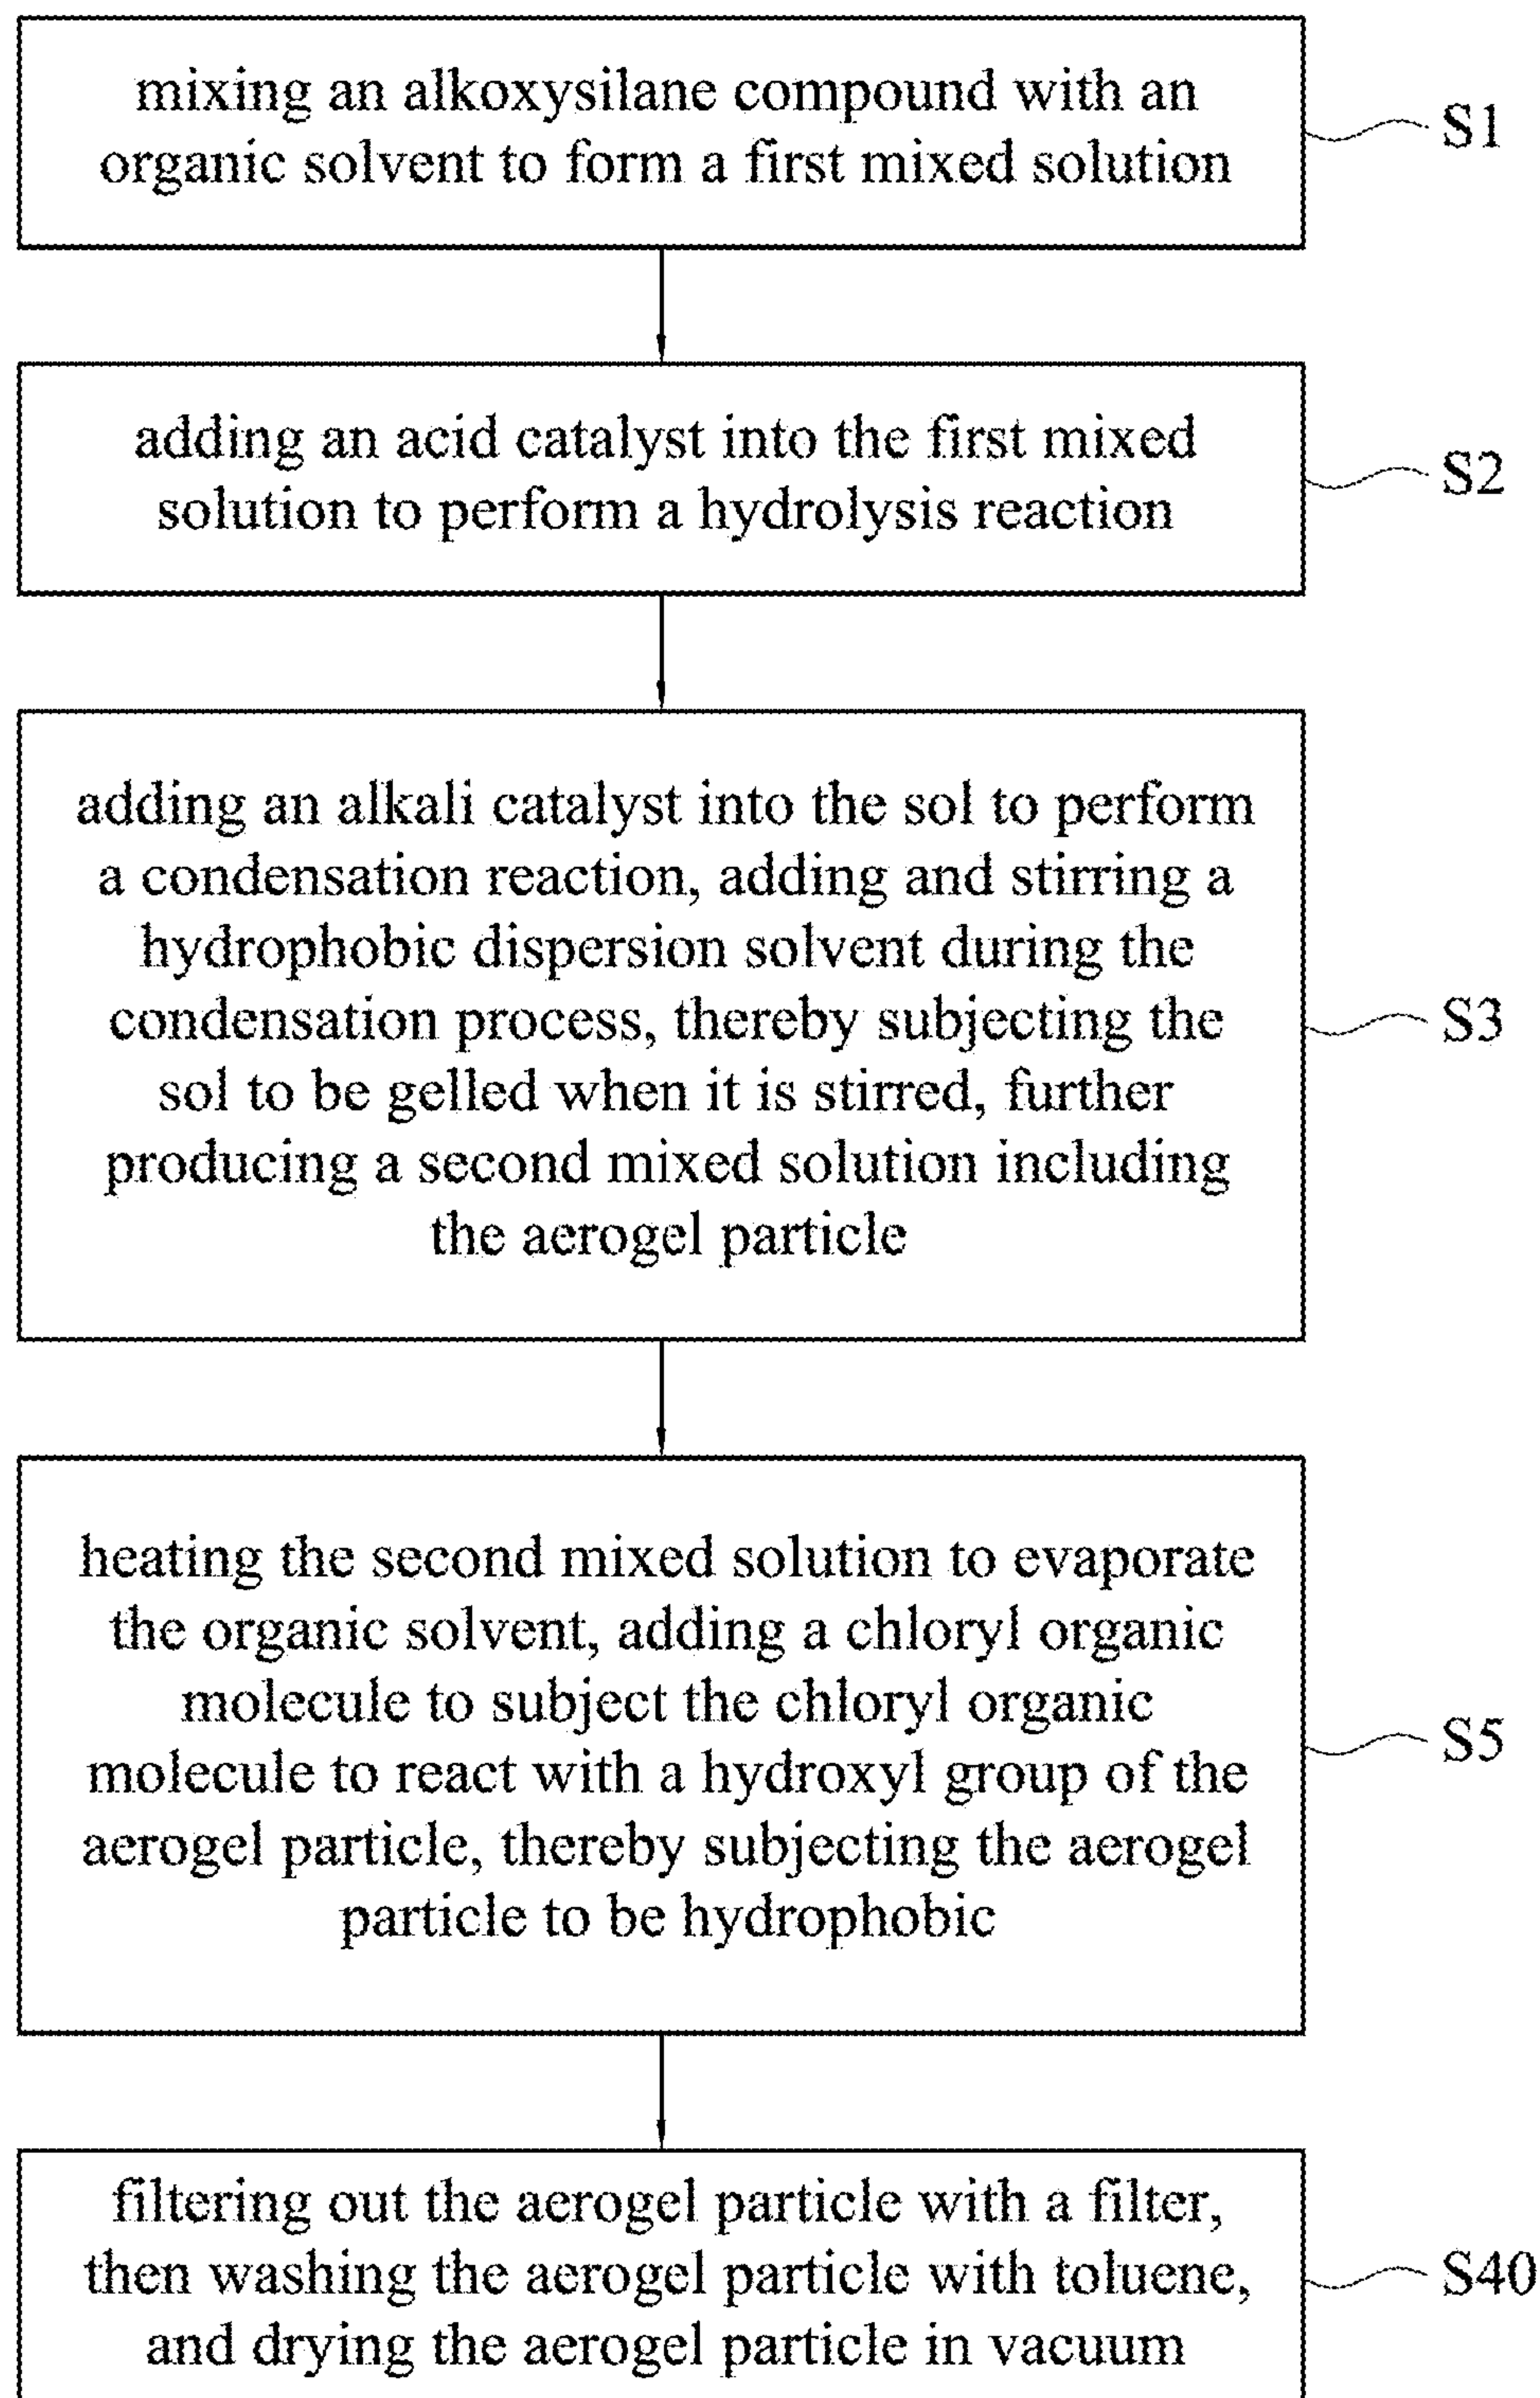 mixing an alkoxysilane compound with an
organic solvent to form a first mixed solution
S1
adding an acid catalyst into the first mixed
solution to perform a hydrolysis reaction
S2
adding an alkali catalyst into the sol to perform
a condensation reaction, adding and stirring a
hydrophobic dispersion solvent during the
condensation process, thereby subjecting the
sol to be gelled when it is stirred, further
producing a second mixed solution including
the aerogel particle
S3
heating the second mixed solution to evaporate
the organic solvent, adding a chloryl organic
molecule to subject the chloryl organic
molecule to react with a hydroxyl group of the
aerogel particle, thereby subjecting the aerogel
particle to be hydrophobic
S5
filtering out the aerogel particle with a filter,
then washing the aerogel particle with toluene,
and drying the aerogel particle in vacuum
S40